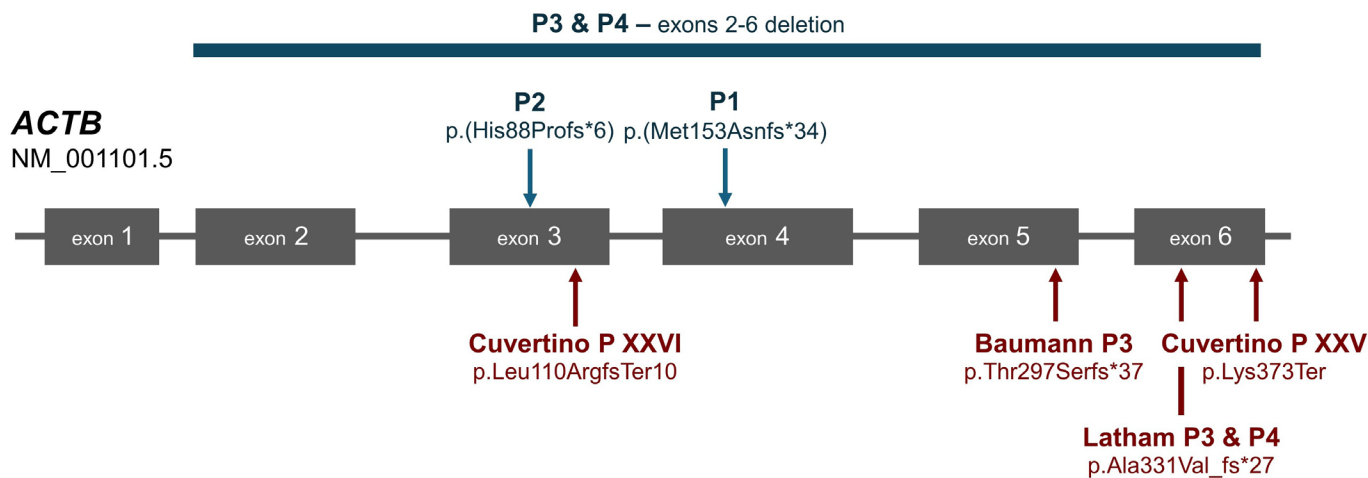 P3 & P4 – exons 2-6 deletion
ACTB
NM_001101.5
P2
p.(His88Profs*6)
P1
p.(Met153Asnfs*34)
exon 1
exon 2
exon 3
exon 4
exon 5
exon 6
Cuvertino P XXVI
p.Leu110ArgfsTer10
Baumann P3
p.Thr297Serfs*37
Cuvertino P XXV
p.Lys373Ter
Latham P3 & P4
p.Ala331Val_fs*27